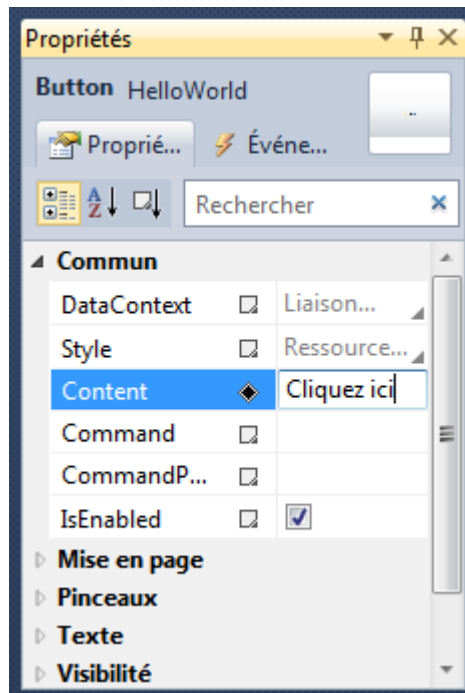 Propriétés
Button HelloWorld
..
Proprié... Événe...
AZ Rechercher
Commun
DataContext Liaison...
Style Ressource...
Content Cliquez ici
Command
CommandP...
IsEnabled
Mise en page
Pinceaux
Texte
Visibilité